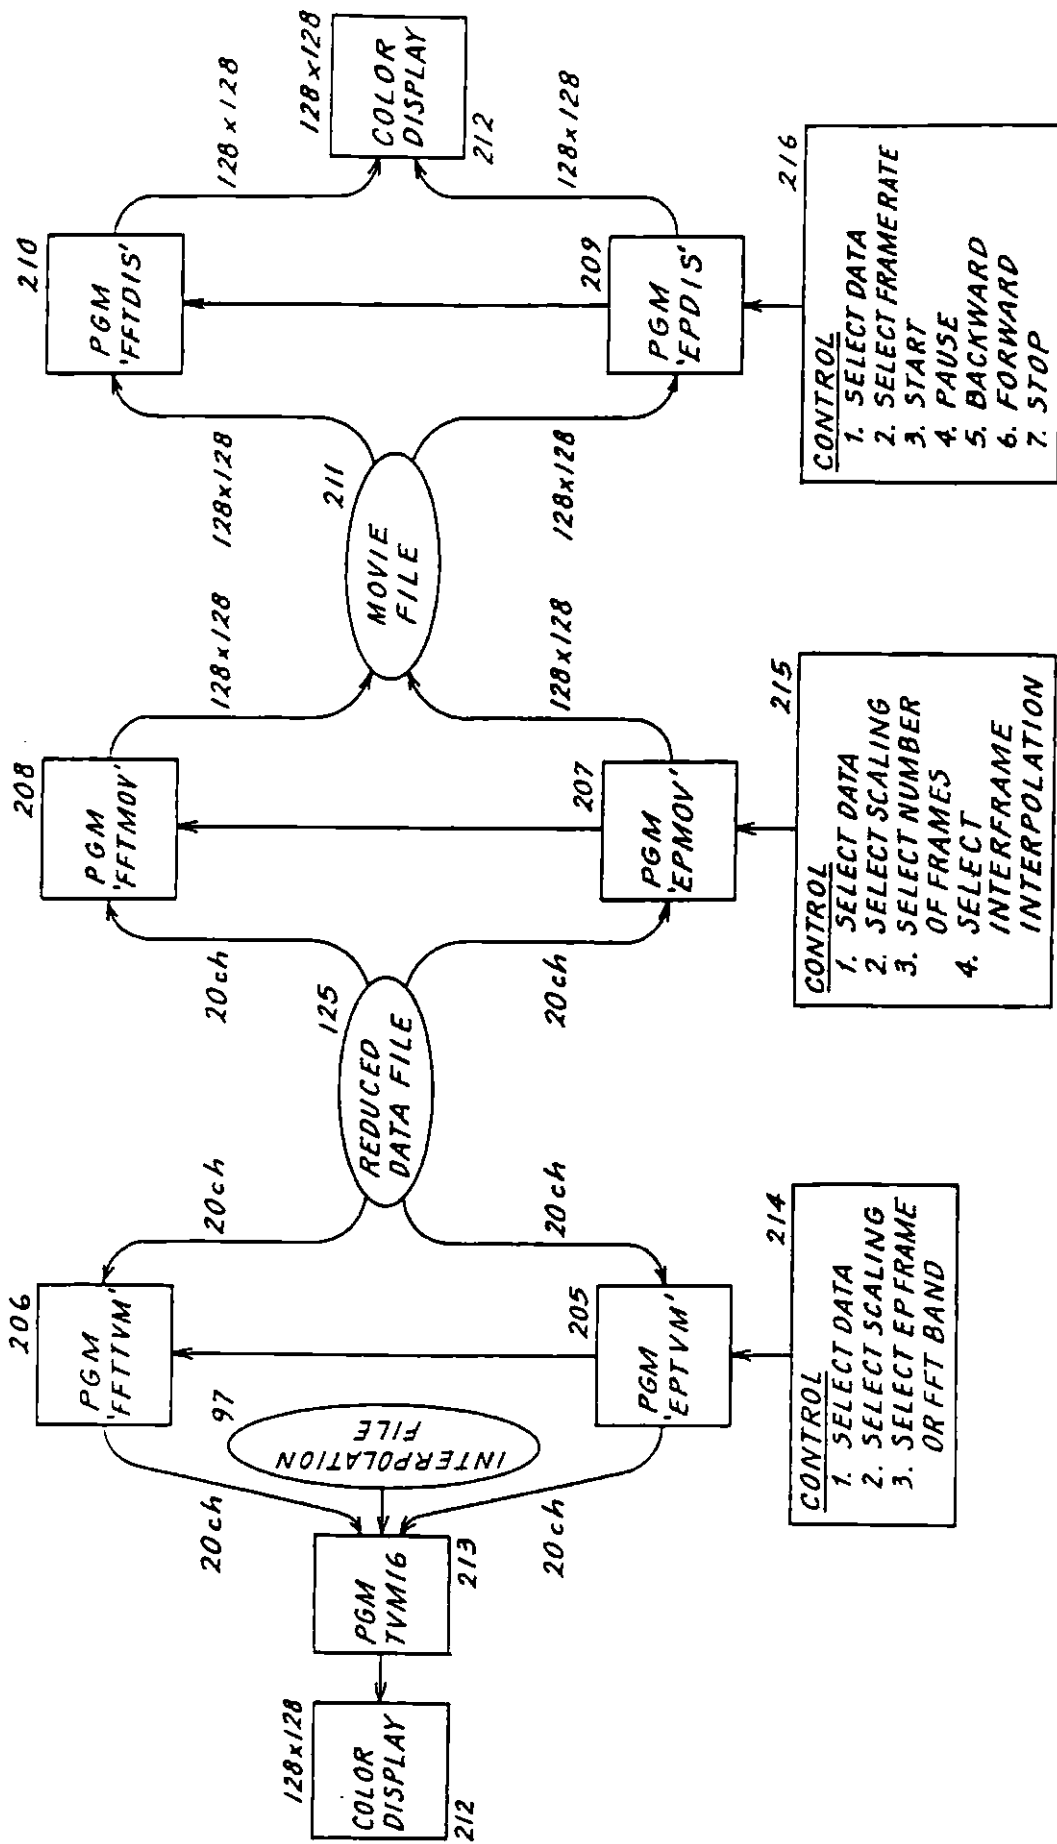 128x128
COLOR
DISPLAY
212
PGM
TVM16
213
20ch
20ch
INTERPOLATION
FILE
97
206
PGM
'FFTTVM'
205
PGM
'EPTVM'
214
CONTROL
1. SELECT DATA
2. SELECT SCALING
3. SELECT EP FRAME
OR FFT BAND
20ch
20ch
125
REDUCED
DATA FILE
20ch
20ch
208
PGM
'FFTMOV'
207
PGM
'EPMOV'
215
CONTROL
1. SELECT DATA
2. SELECT SCALING
3. SELECT NUMBER
OF FRAMES
4. SELECT
INTERFRAME
INTERPOLATION
128x128
128x128
211
MOVIE
FILE
128x128
128x128
210
PGM
'FFTDIS'
209
PGM
'EPDIS'
216
CONTROL
1. SELECT DATA
2. SELECT FRAMERATE
3. START
4. PAUSE
5. BACKWARD
6. FORWARD
7. STOP
128x128
128x128
128x128
COLOR
DISPLAY
212